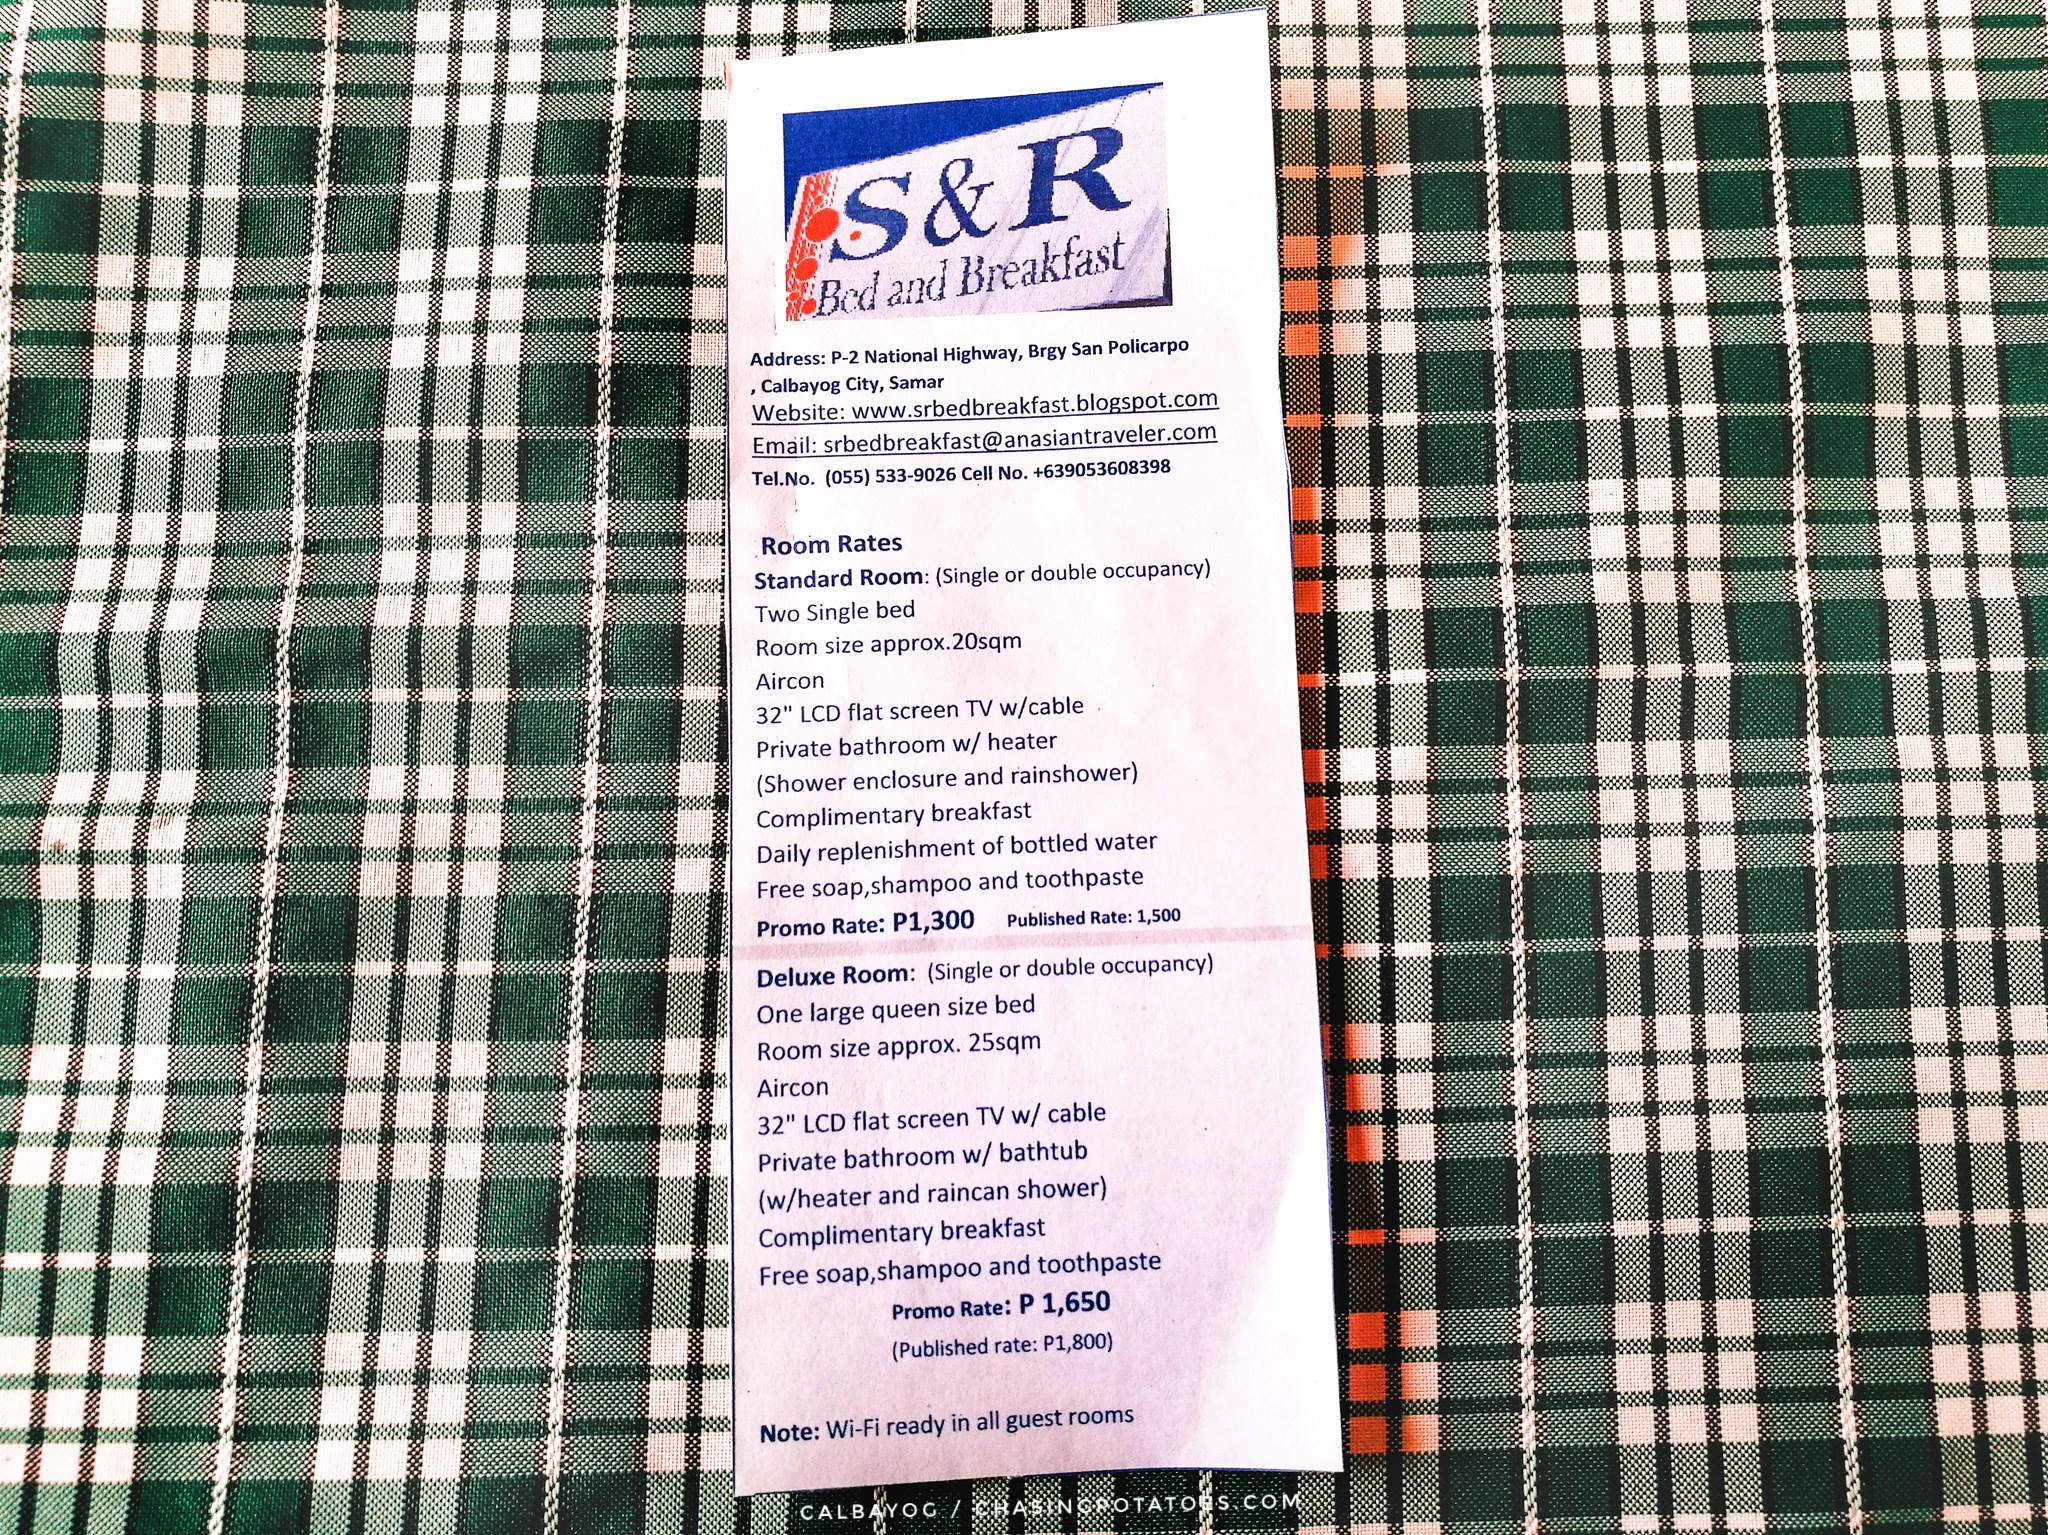 S&R
Bed and Breakfast
Address: P-2 National Highway, Brgy San Policarpo
, Calbayog City, Samar
Website: www.srbedbreakfast.blogspot.com
Email: srbedbreakfast@anasiantraveler.com
Tel.No. (055) 533-9026 Cell No. +639053608398
Room Rates
Standard Room: (Single or double occupancy)
Two Single bed
Room size approx.20sqm
Aircon
32" LCD flat screen TV w/cable
Private bathroom w/ heater
(Shower enclosure and rainshower)
Complimentary breakfast
Daily replenishment of bottled water
Free soap,shampoo and toothpaste
Promo Rate: P1,300 Published Rate: 1,500
Deluxe Room: (Single or double occupancy)
One large queen size bed
Room size approx. 25sqm
Aircon
32" LCD flat screen TV w/ cable
Private bathroom w/ bathtub
(w/heater and raincan shower)
Complimentary breakfast
Free soap,shampoo and toothpaste
Promo Rate: P 1,650
(Published rate: P1,800)
Note: Wi-Fi ready in all guest rooms
CALBAYOG / CHASINGPOTATOES.COM